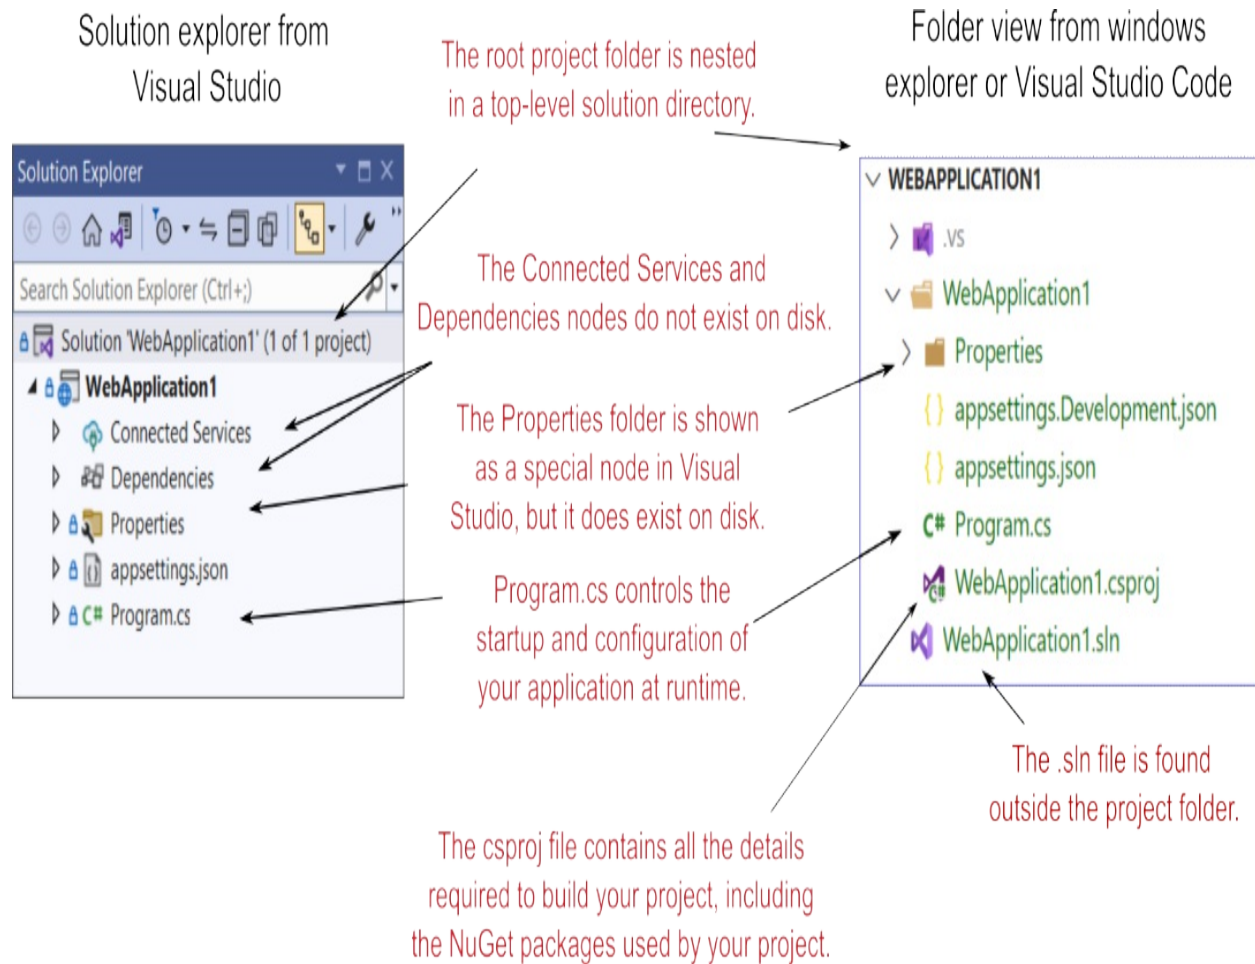 Solution explorer from
Visual Studio
The root project folder is nested
in a top-level solution directory.
Folder view from windows
explorer or Visual Studio Code
Solution Explorer
Search Solution Explorer (Ctrl+;)
Solution 'WebApplication1' (1 of 1 project)
WebApplication1
Connected Services
Dependencies
Properties
appsettings.json
C# Program.cs
The Connected Services and
Dependencies nodes do not exist on disk.
The Properties folder is shown
as a special node in Visual
Studio, but it does exist on disk.
Program.cs controls the
startup and configuration of
your application at runtime.
The csproj file contains all the details
required to build your project, including
the NuGet packages used by your project.
WEBAPPLICATION1
.vs
WebApplication1
Properties
{} appsettings.Development.json
{} appsettings.json
C# Program.cs
WebApplication1.csproj
WebApplication1.sln
The .sln file is found
outside the project folder.